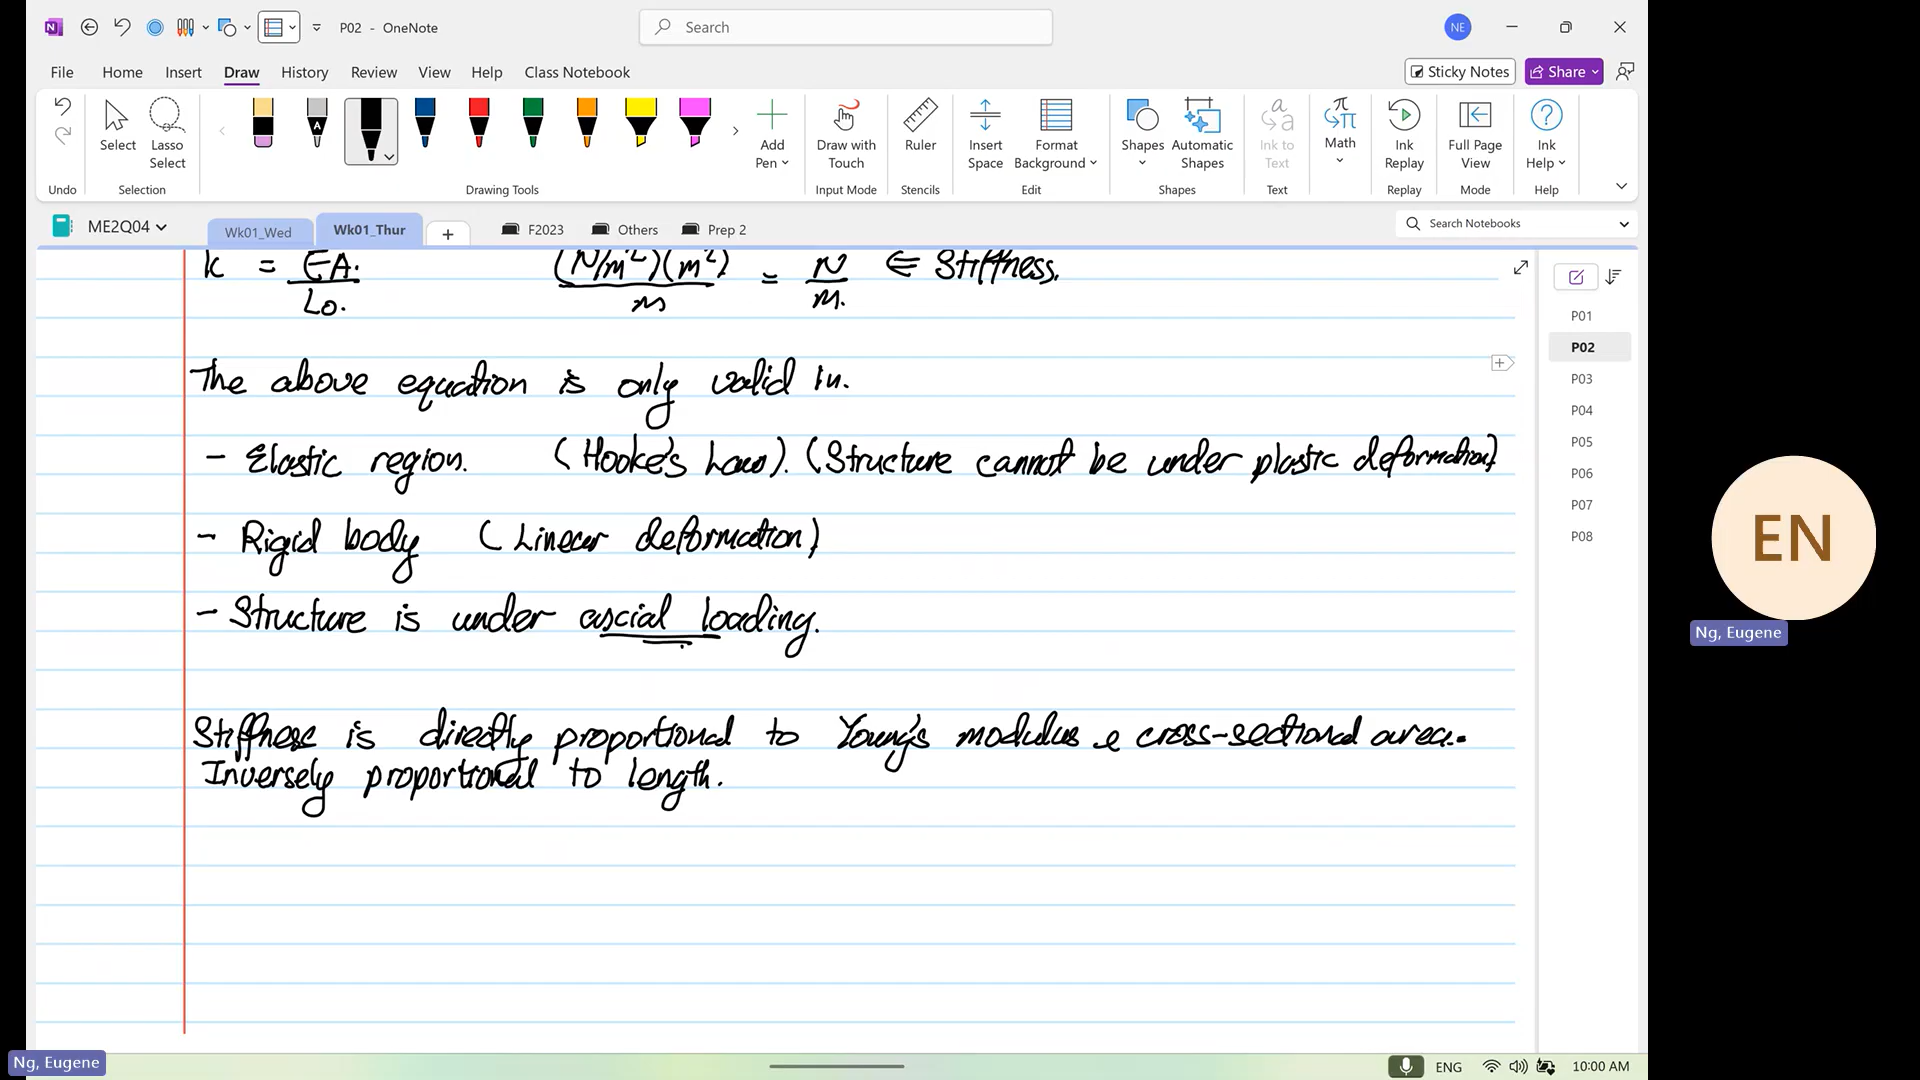 P02 - OneNote
Search
NE
File Home Insert Draw History Review View Help Class Notebook
Sticky Notes
Share
Select
Lasso Select
A
Add Pen
Draw with Touch
Ruler
Insert Space
Format Background
Shapes
Automatic Shapes
Ink to Text
Math
Ink Replay
Full Page View
Ink Help
Undo
Selection
Drawing Tools
Input Mode
Stencils
Edit
Shapes
Text
Replay
Mode
Help
ME2Q04
Wk01_Wed
Wk01_Thur
F2023
Others
Prep 2
Search Notebooks
k = EA. / Lo. (N/m²)(m²) / m = N / m. ∈ Stiffness.
The above equation is only valid in.
- Elastic region. (Hooke's Law). (Structure cannot be under plastic deformation)
- Rigid body (Linear deformation)
- Structure is under ascial loading.
Stiffness is directly proportional to Young's modulus e cross-sectional area.
Inversely proportional to length.
P01
P02
P03
P04
P05
P06
P07
P08
EN
Ng, Eugene
Ng, Eugene
ENG
10:00 AM